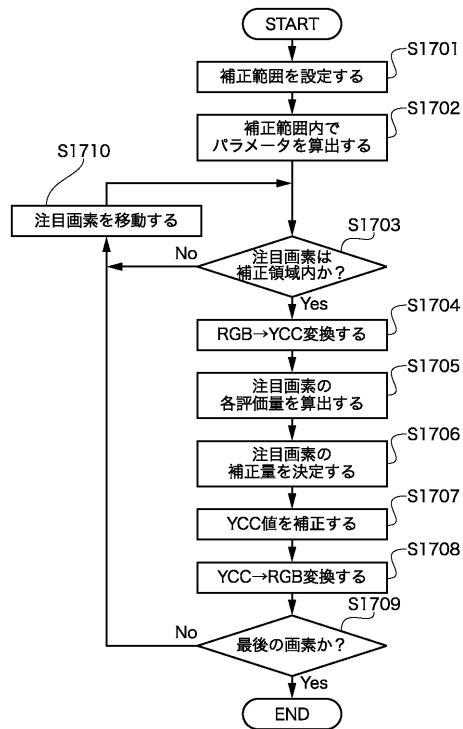 START
S1701
補正範囲を設定する
S1702
補正範囲内で
パラメータを算出する
S1710
注目画素を移動する
S1703
注目画素は
補正領域内か？
No
Yes
S1704
RGB→YCC変換する
S1705
注目画素の
各評価量を算出する
S1706
注目画素の
補正量を決定する
S1707
YCC値を補正する
S1708
YCC→RGB変換する
S1709
最後の画素か？
No
Yes
END